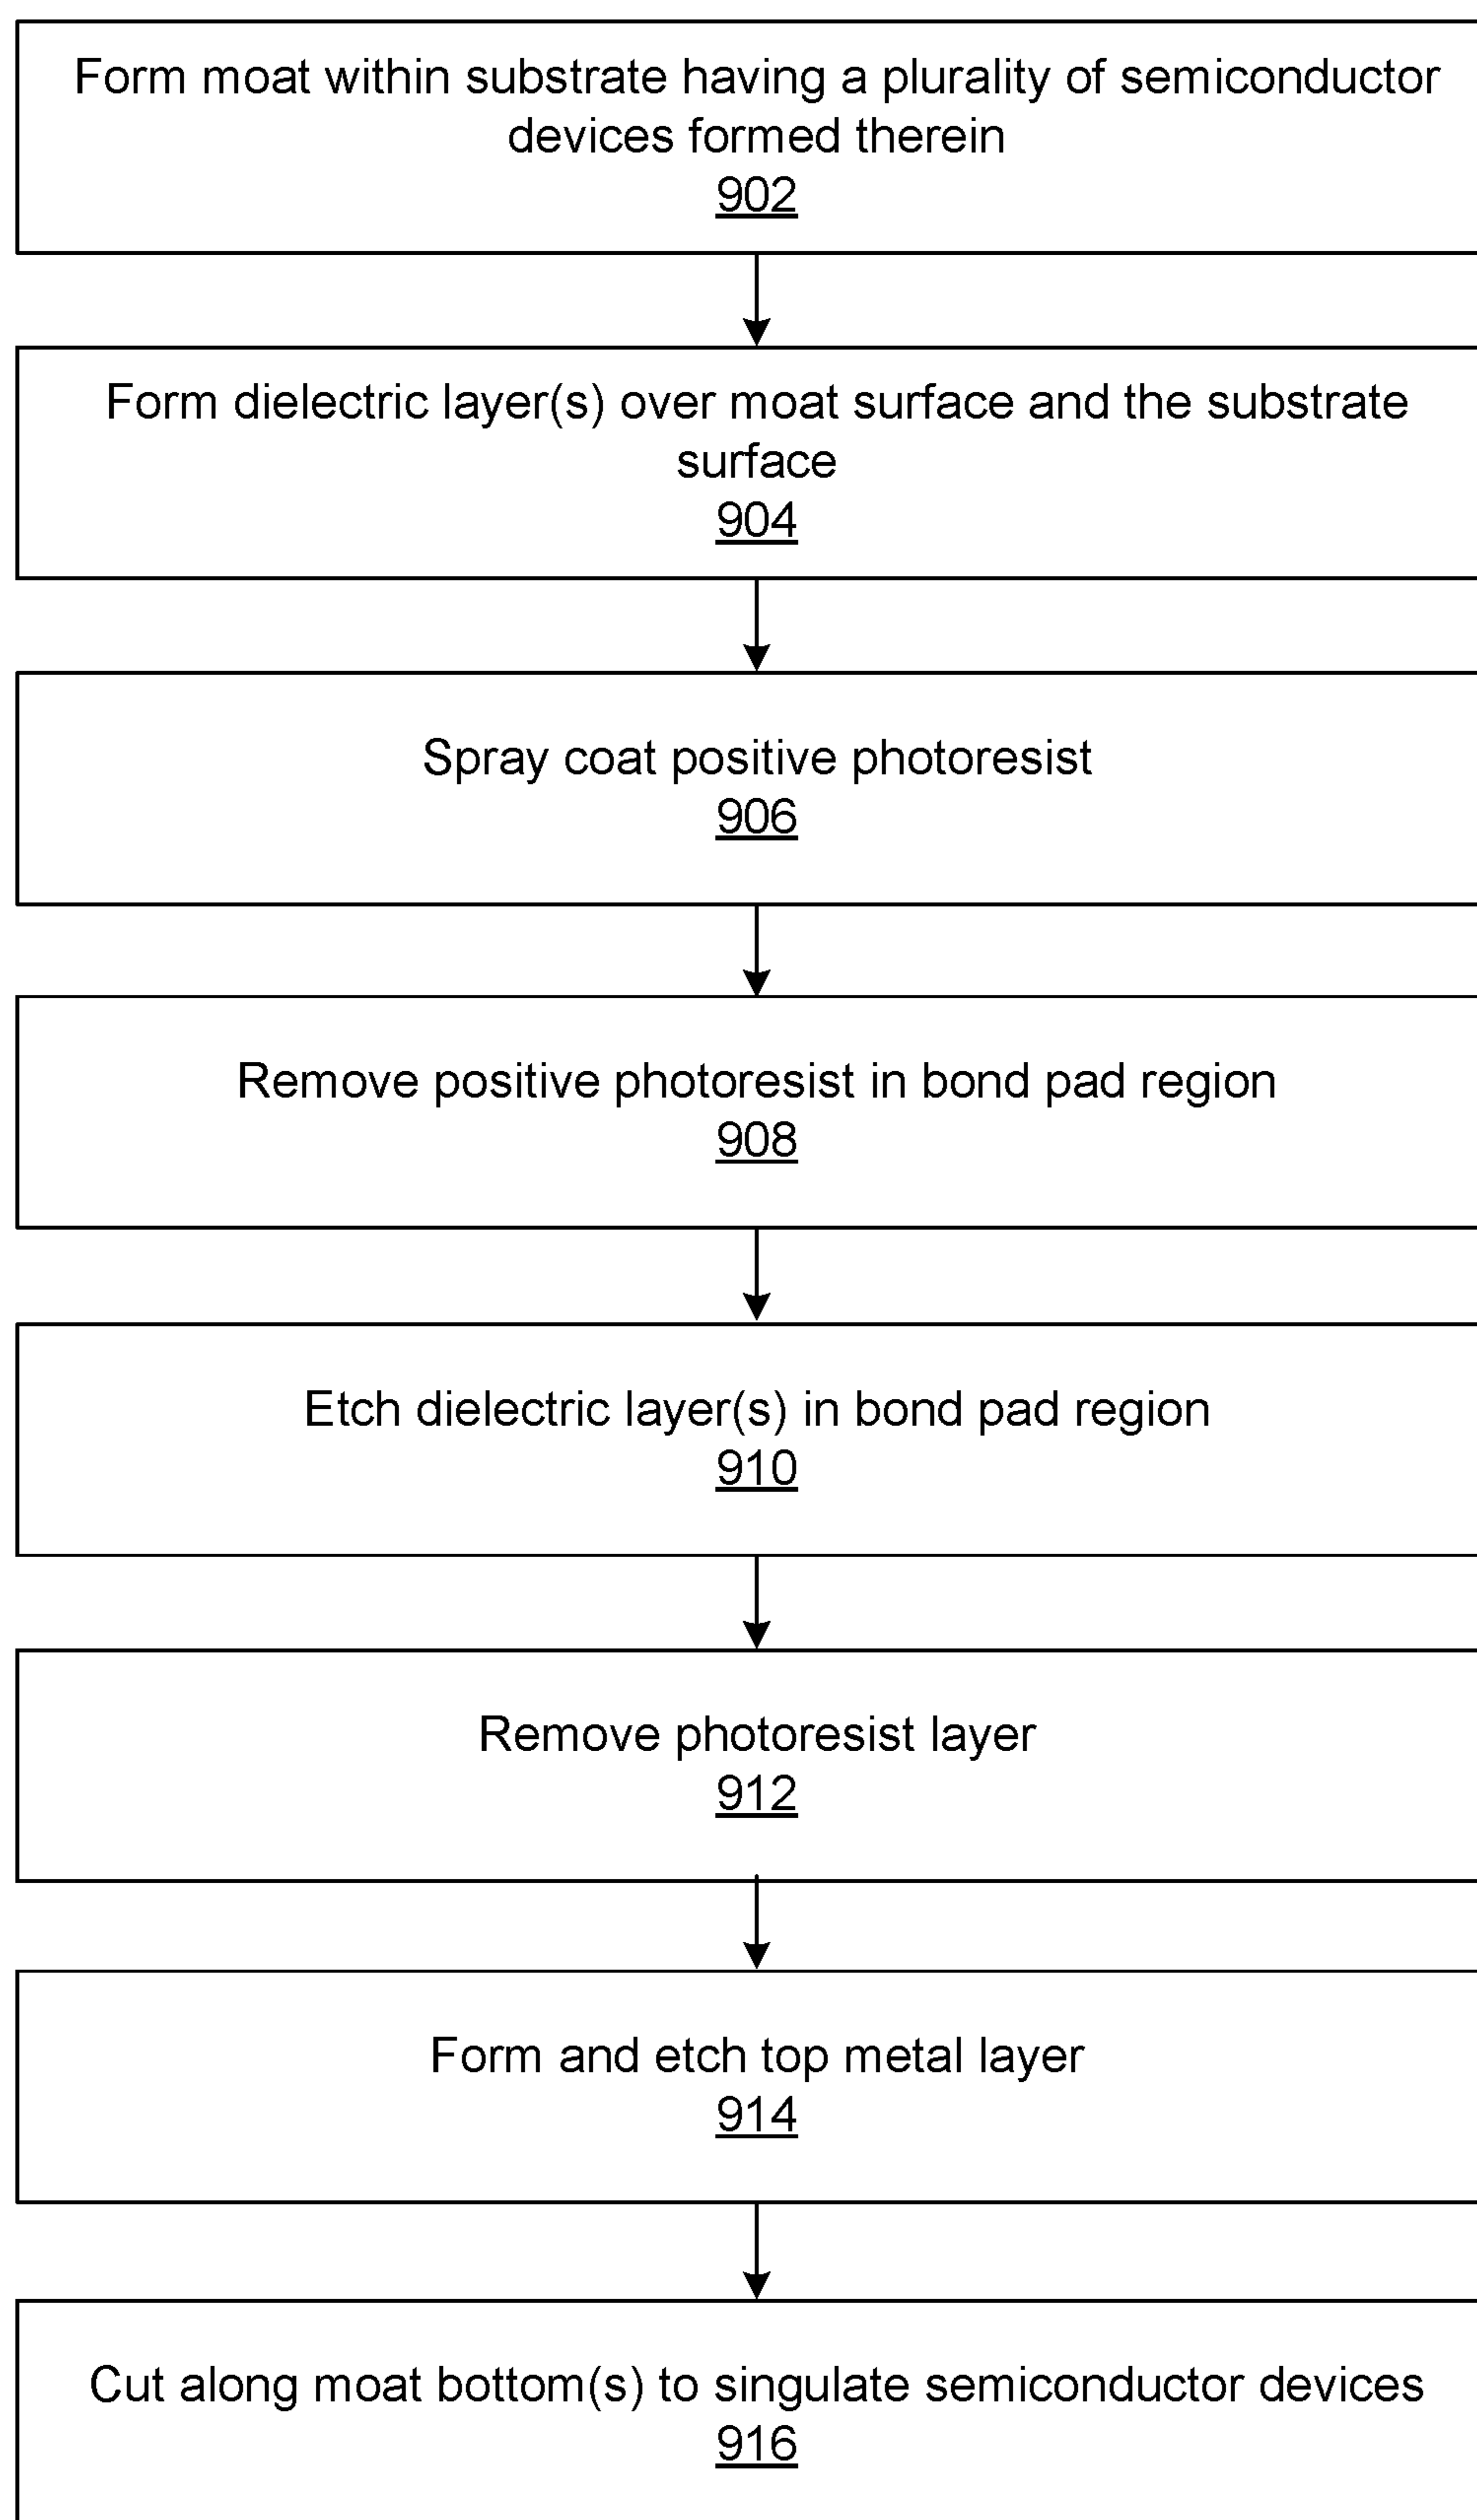 Form moat within substrate having a plurality of semiconductor
devices formed therein
902
Form dielectric layer(s) over moat surface and the substrate
surface
904
Spray coat positive photoresist
906
Remove positive photoresist in bond pad region
908
Etch dielectric layer(s) in bond pad region
910
Remove photoresist layer
912
Form and etch top metal layer
914
Cut along moat bottom(s) to singulate semiconductor devices
916